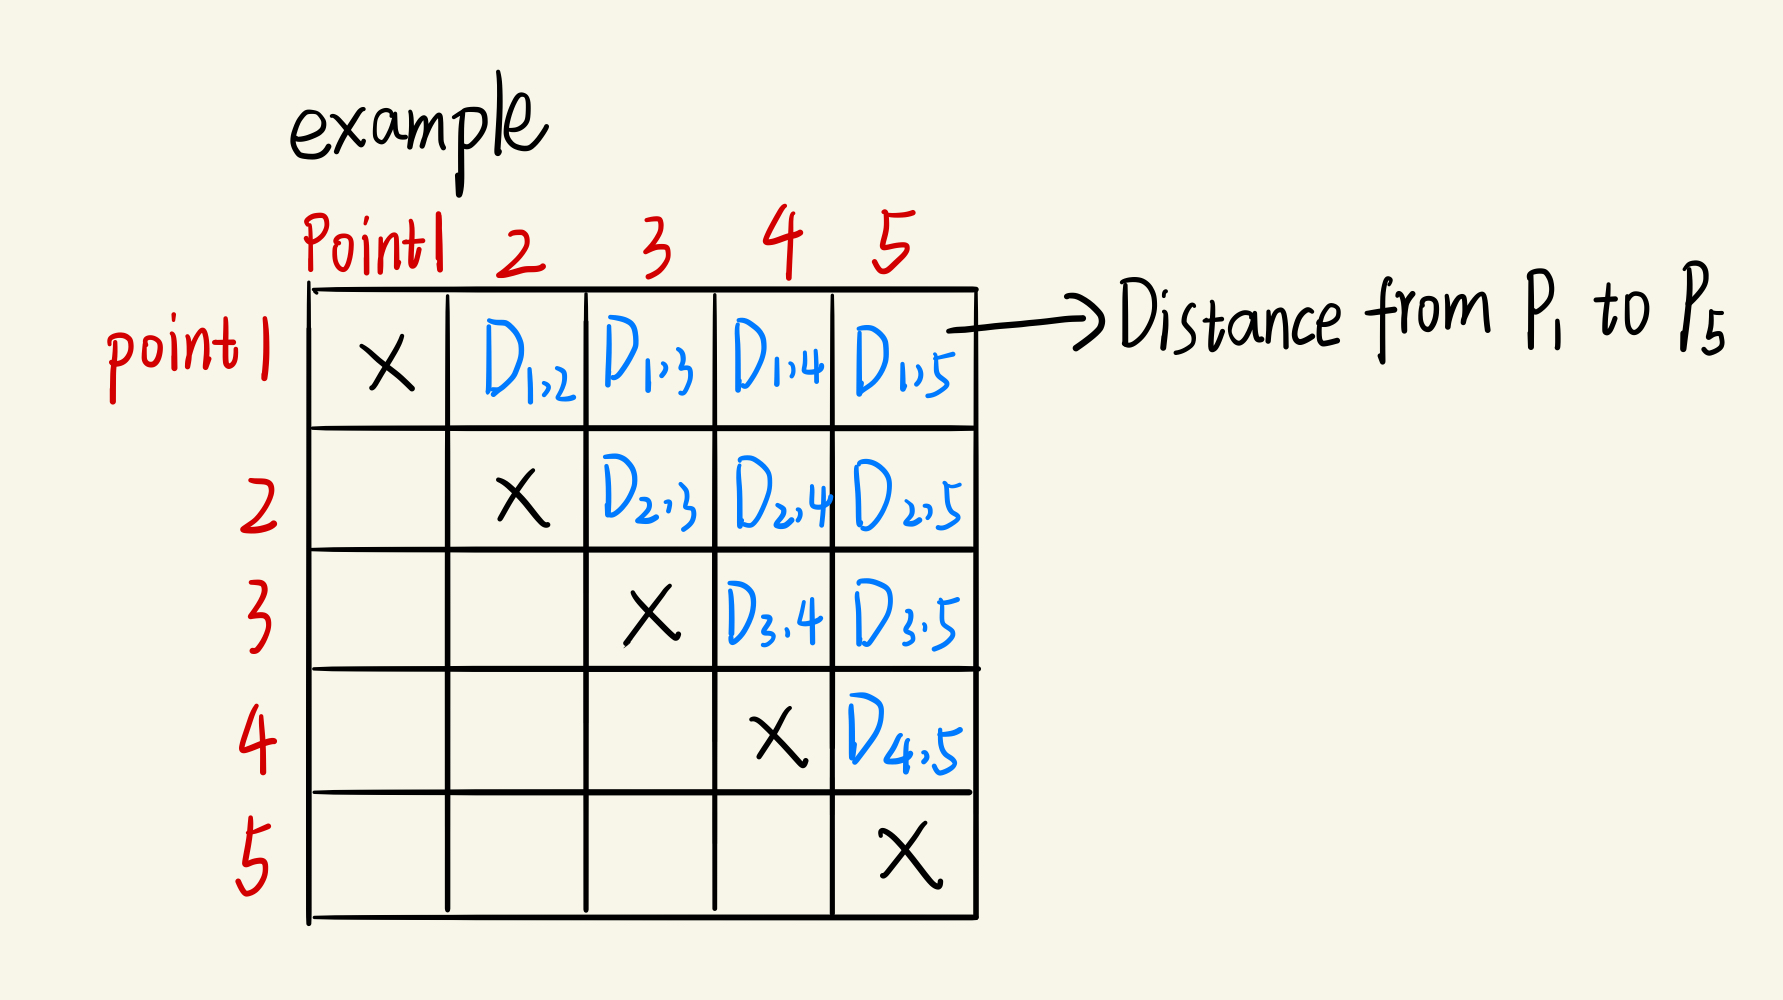 example
Point1 2 3 4 5
point1 X D1,2 D1,3 D1,4 D1,5 Distance from P1 to P5
2 X D2,3 D2,4 D2,5
3 X D3.4 D3.5
4 X D4,5
5 X